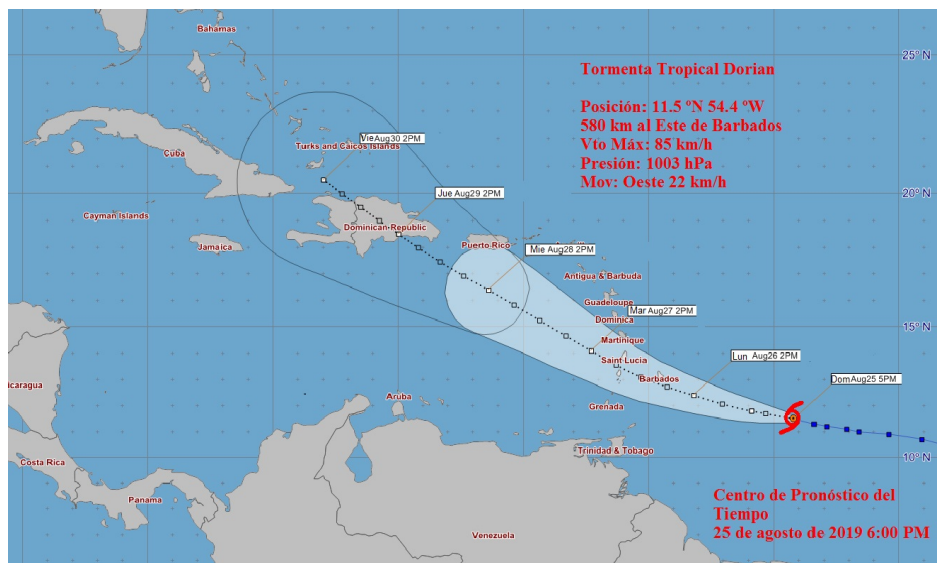 Bahamas
25° N
Tormenta Tropical Dorian
Posición: 11.5 ºN 54.4 ºW
580 km al Este de Barbados
Vto Máx: 85 km/h
Presión: 1003 hPa
Mov: Oeste 22 km/h
VieAug30 2PM
Turks and Caicos Islands
Cuba
20° N
Jue Aug29 2PM
Cayman Islands
Dominican Republic
Jamaica
Puerto Rico
Mie Aug28 2PM
Antigua & Barbuda
Guadeloupe
Mar Aug27 2PM
Dominica
15° N
Martinique
Saint Lucia
Lun Aug26 2PM
Barbados
DomAug25 5PM
icaragua
Aruba
Grenada
Trinidad & Tobago
10° N
Costa Rica
Panama
Venezuela
Centro de Pronóstico del
Tiempo
25 de agosto de 2019 6:00 PM